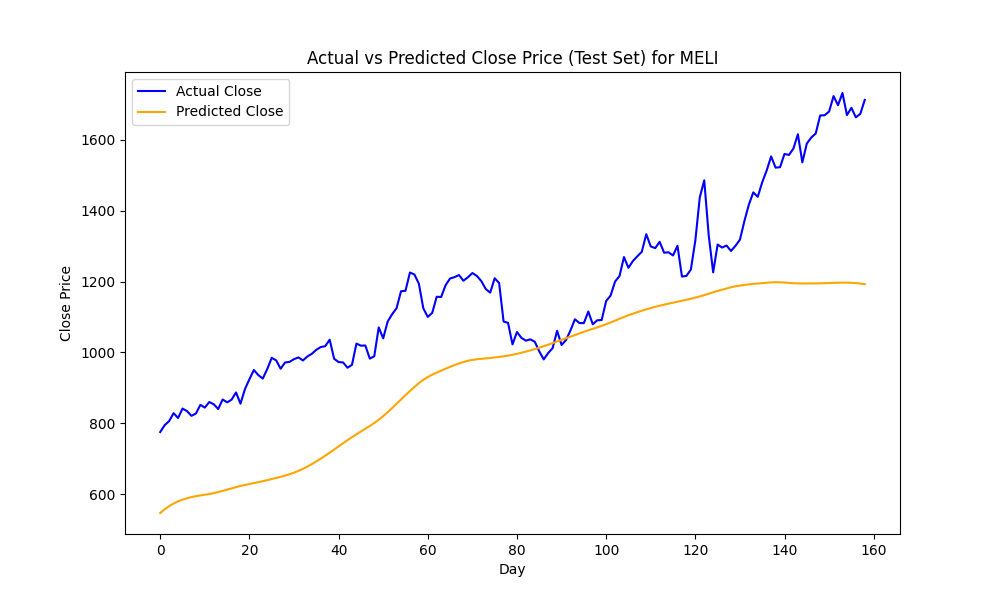 Actual vs Predicted Close Price (Test Set) for MELI
Actual Close
Predicted Close
Close Price
1600
1400
1200
1000
800
600
0 20 40 60 80 100 120 140 160
Day